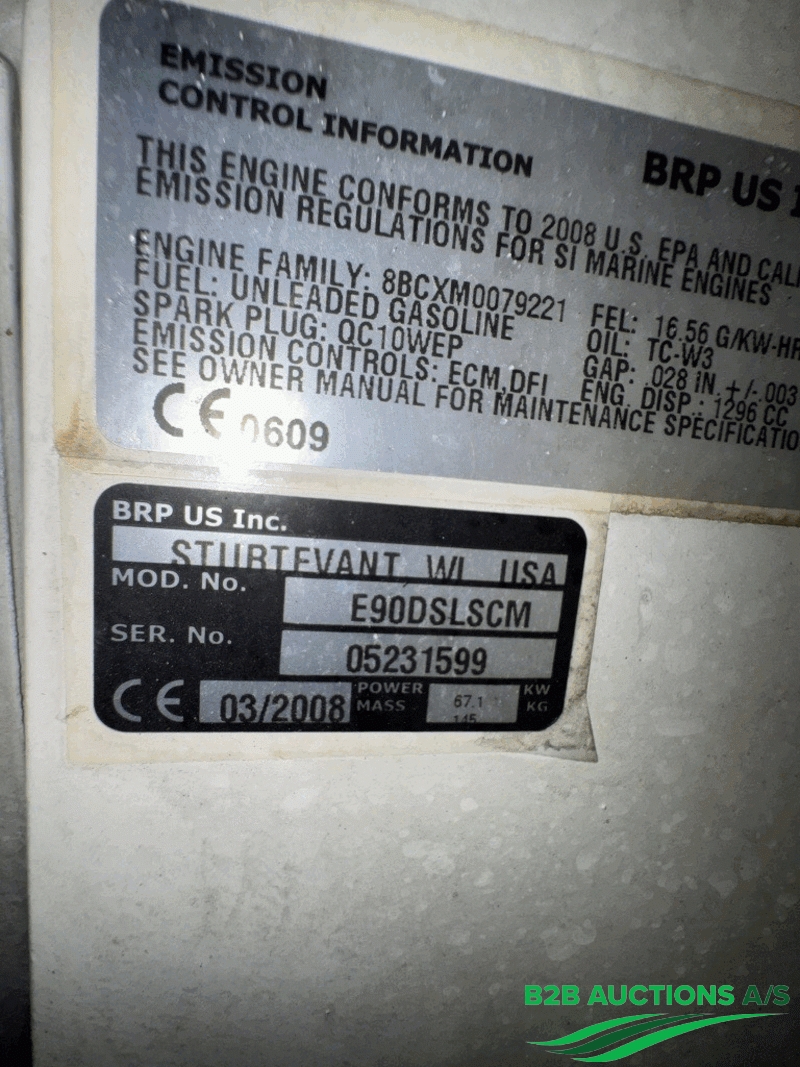 EMISSION
CONTROL INFORMATION
BRP US
THIS ENGINE CONFORMS TO 2008 U.S. EPA AND
EMISSION REGULATIONS FOR SI MARINE ENGINES
ENGINE FAMILY: 8BCXM0079221 FEL: 16.56 G/KW-HR
FUEL: UNLEADED GASOLINE OIL: TC-W3
SPARK PLUG: QC10WEP GAP: .028 IN. +/-.003
EMISSION CONTROLS: ECM,DFI ENG. DISP.: 1296 CC
SEE OWNER MANUAL FOR MAINTENANCE
CE 0609
BRP US Inc.
STURTEVANT, WI, USA
MOD. No. E90DSLSCM
SER. No. 05231599
CE 03/2008 POWER 67.1 KW
MASS 145 KG
B2B AUCTIONS A/S